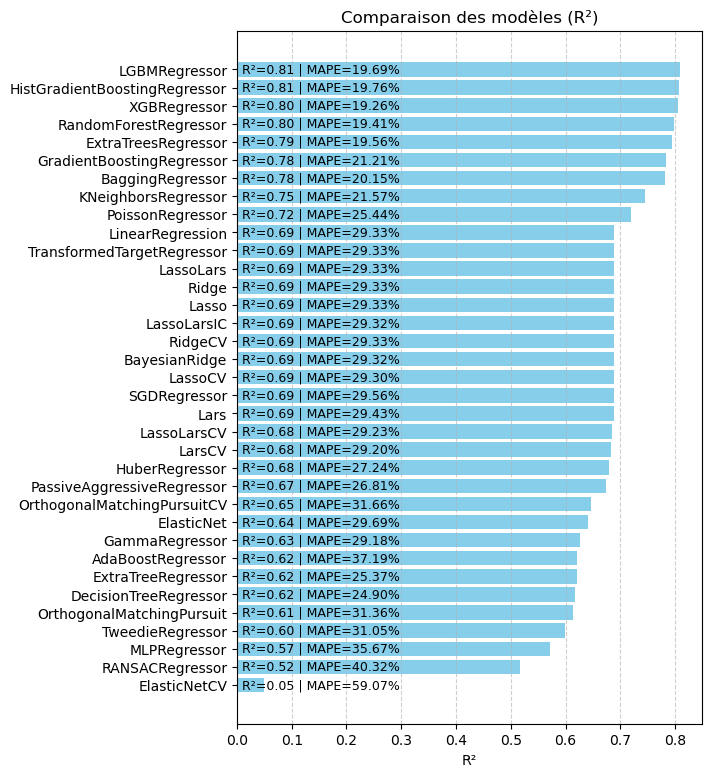 Comparaison des modèles (R²)
LGBMRegressor R²=0.81 | MAPE=19.69%
HistGradientBoostingRegressor R²=0.81 | MAPE=19.76%
XGBRegressor R²=0.80 | MAPE=19.26%
RandomForestRegressor R²=0.80 | MAPE=19.41%
ExtraTreesRegressor R²=0.79 | MAPE=19.56%
GradientBoostingRegressor R²=0.78 | MAPE=21.21%
BaggingRegressor R²=0.78 | MAPE=20.15%
KNeighborsRegressor R²=0.75 | MAPE=21.57%
PoissonRegressor R²=0.72 | MAPE=25.44%
LinearRegression R²=0.69 | MAPE=29.33%
TransformedTargetRegressor R²=0.69 | MAPE=29.33%
LassoLars R²=0.69 | MAPE=29.33%
Ridge R²=0.69 | MAPE=29.33%
Lasso R²=0.69 | MAPE=29.33%
LassoLarsIC R²=0.69 | MAPE=29.32%
RidgeCV R²=0.69 | MAPE=29.33%
BayesianRidge R²=0.69 | MAPE=29.32%
LassoCV R²=0.69 | MAPE=29.30%
SGDRegressor R²=0.69 | MAPE=29.56%
Lars R²=0.69 | MAPE=29.43%
LassoLarsCV R²=0.68 | MAPE=29.23%
LarsCV R²=0.68 | MAPE=29.20%
HuberRegressor R²=0.68 | MAPE=27.24%
PassiveAggressiveRegressor R²=0.67 | MAPE=26.81%
OrthogonalMatchingPursuitCV R²=0.65 | MAPE=31.66%
ElasticNet R²=0.64 | MAPE=29.69%
GammaRegressor R²=0.63 | MAPE=29.18%
AdaBoostRegressor R²=0.62 | MAPE=37.19%
ExtraTreeRegressor R²=0.62 | MAPE=25.37%
DecisionTreeRegressor R²=0.62 | MAPE=24.90%
OrthogonalMatchingPursuit R²=0.61 | MAPE=31.36%
TweedieRegressor R²=0.60 | MAPE=31.05%
MLPRegressor R²=0.57 | MAPE=35.67%
RANSACRegressor R²=0.52 | MAPE=40.32%
ElasticNetCV R²=0.05 | MAPE=59.07%
0.0 0.1 0.2 0.3 0.4 0.5 0.6 0.7 0.8
R²